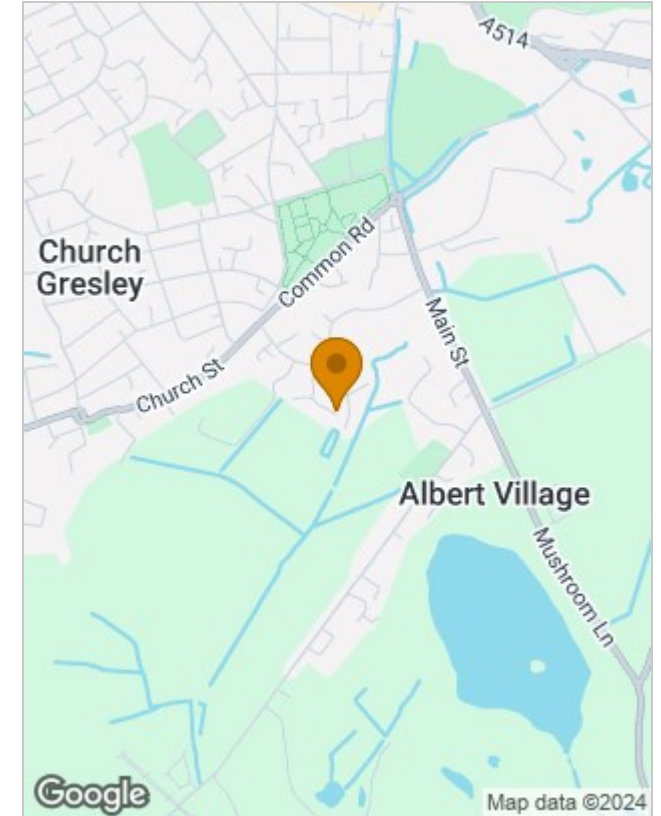 A514
Church
Gresley
Common Rd
Main St
Church St
Albert Village
Mushroom Ln
Google
Map data ©2024